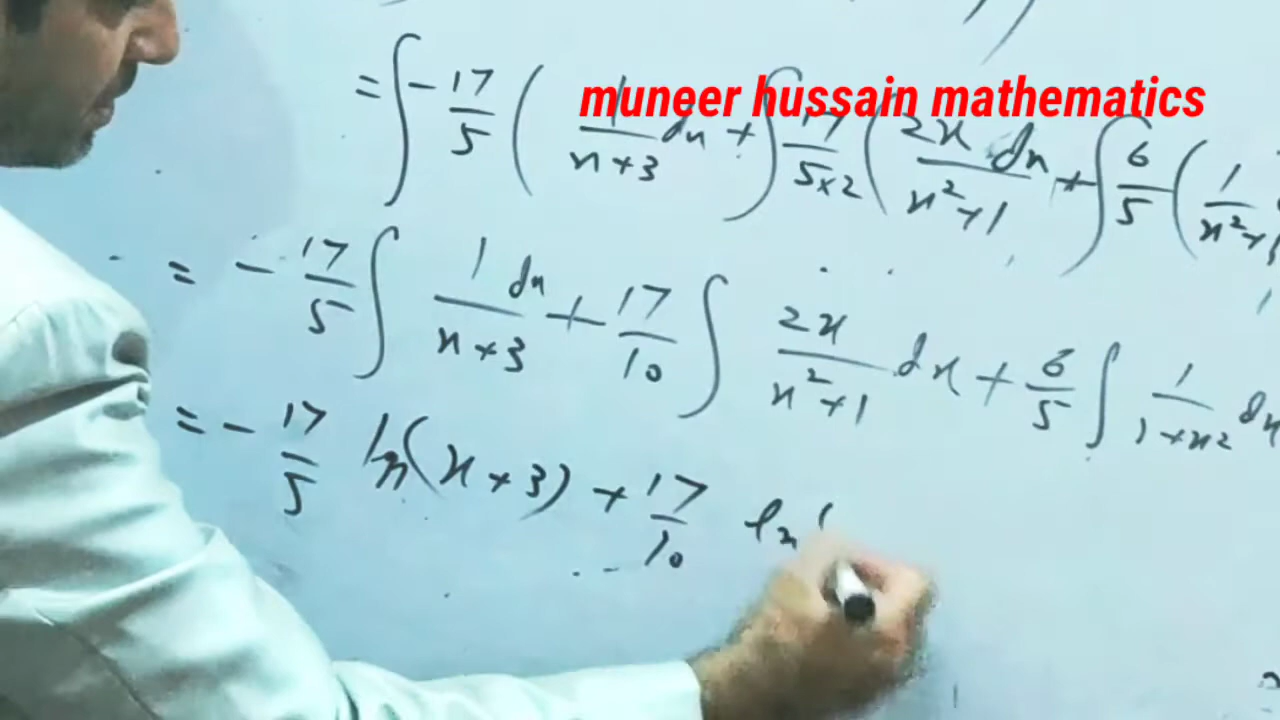 muneer hussain mathematics
= ∫ - 17/5 ( 1/(x+3) dx + ∫ 17/(5×2) ( 2x/(x²+1) dx + ∫ 6/5 ( 1/(x²+1
= - 17/5 ∫ 1/(x+3) dx + 17/10 ∫ 2x/(x²+1) dx + 6/5 ∫ 1/(1+x²) dx
= - 17/5 ln(x+3) + 17/10 ln(